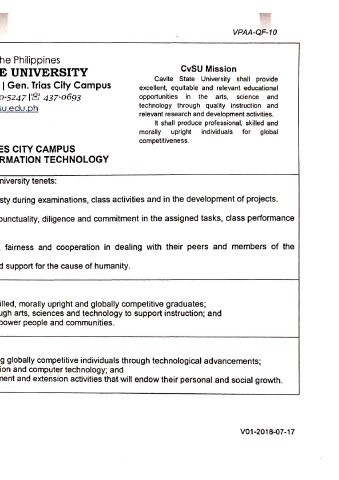 VPAA-QF-10
he Philippines
E UNIVERSITY
| Gen. Trias City Campus
0-5247 |☏ 437-0693
su.edu.ph
CvSU Mission
Cavite State University shall provide
excellent, equitable and relevant educational
opportunities in the arts, science and
technology through quality instruction and
relevant research and development activities.
It shall produce professional, skilled and
morally upright individuals for global
competitiveness.
ES CITY CAMPUS
RMATION TECHNOLOGY
niversity tenets:
sty during examinations, class activities and in the development of projects.
punctuality, diligence and commitment in the assigned tasks, class performance
, fairness and cooperation in dealing with their peers and members of the
d support for the cause of humanity.
illed, morally upright and globally competitive graduates;
ugh arts, sciences and technology to support instruction; and
power people and communities.
g globally competitive individuals through technological advancements;
ion and computer technology; and
ment and extension activities that will endow their personal and social growth.
V01-2018-07-17